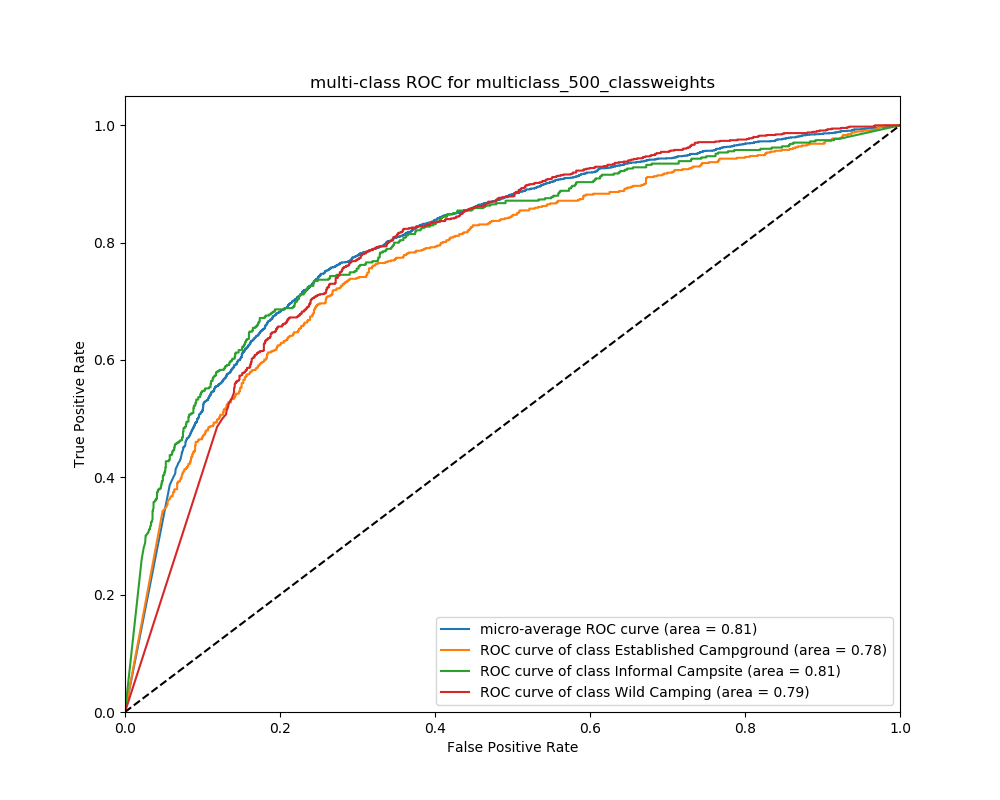 multi-class ROC for multiclass_500_classweights
True Positive Rate
1.0
0.8
0.6
0.4
0.2
0.0
0.0 0.2 0.4 0.6 0.8 1.0
False Positive Rate
micro-average ROC curve (area = 0.81)
ROC curve of class Established Campground (area = 0.78)
ROC curve of class Informal Campsite (area = 0.81)
ROC curve of class Wild Camping (area = 0.79)